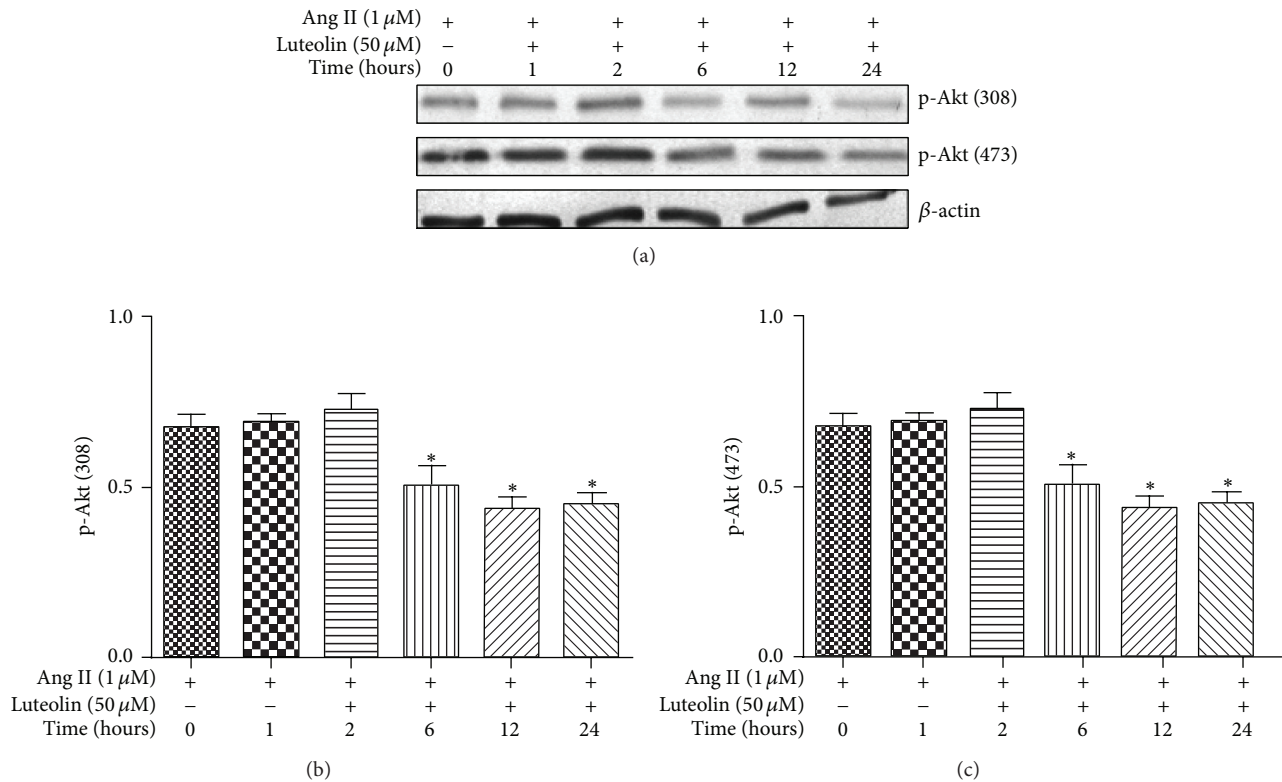 Ang II (1 μM) + + + + + +
Luteolin (50 μM) − + + + + +
Time (hours) 0 1 2 6 12 24
p-Akt (308)
p-Akt (473)
β-actin
(a)
1.0
0.5
0.0
p-Akt (308)
* * *
Ang II (1 μM) + + + + + +
Luteolin (50 μM) − − + + + +
Time (hours) 0 1 2 6 12 24
(b)
1.0
0.5
0.0
p-Akt (473)
* * *
Ang II (1 μM) + + + + + +
Luteolin (50 μM) − − + + + +
Time (hours) 0 1 2 6 12 24
(c)